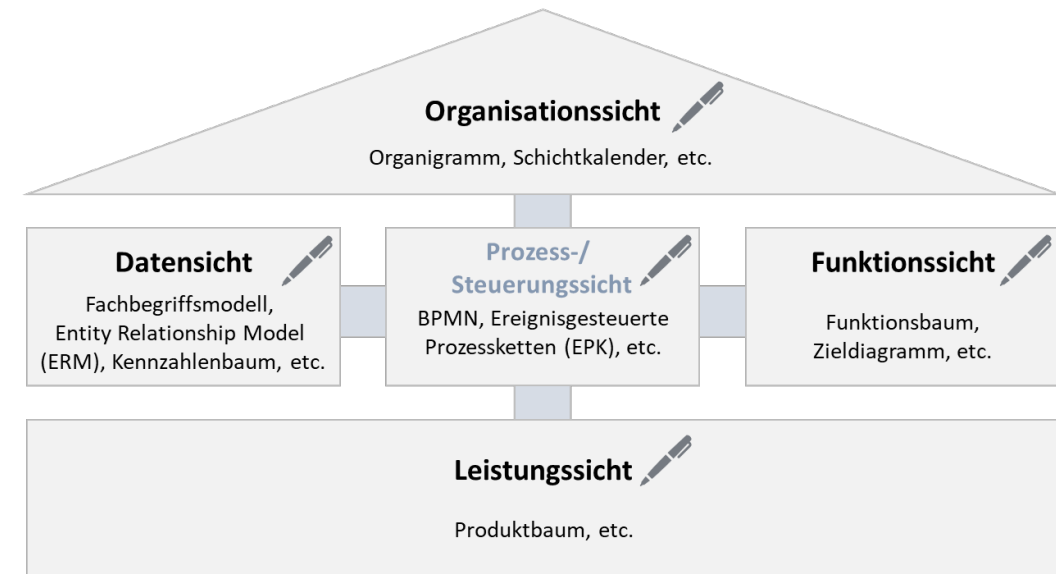 Organisationssicht
Organigramm, Schichtkalender, etc.
Datensicht
Fachbegriffsmodell,
Entity Relationship Model
(ERM), Kennzahlenbaum, etc.
Prozess-/
Steuerungssicht
BPMN, Ereignisgesteuerte
Prozessketten (EPK), etc.
Funktionssicht
Funktionsbaum,
Zieldiagramm, etc.
Leistungssicht
Produktbaum, etc.